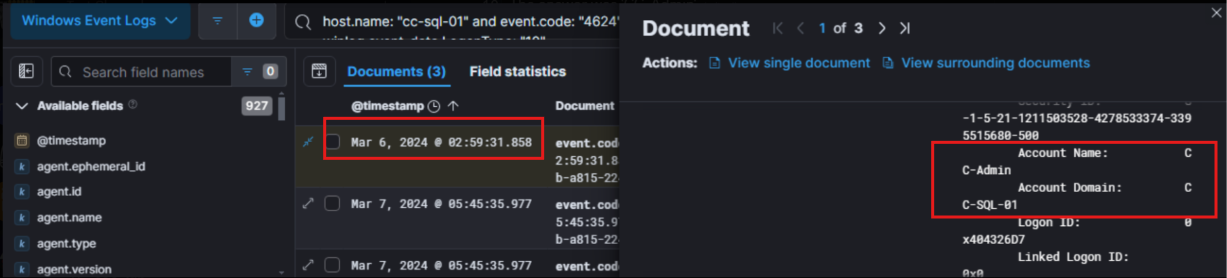 Windows Event Logs
host.name: "cc-sql-01" and event.code: "4624"
Search field names
0
Available fields
927
@timestamp
agent.ephemeral_id
agent.id
agent.name
agent.type
agent.version
Documents (3)
Field statistics
@timestamp
Document
Mar 6, 2024 @ 02:59:31.858
event.cod
2:59:31.8
b-a815-22
Mar 7, 2024 @ 05:45:35.977
event.cod
5:45:35.9
b-a815-22
Mar 7, 2024 @ 05:45:35.977
event.cod
Document
1 of 3
Actions:
View single document
View surrounding documents
-1-5-21-1211503528-4278533374-339
5515680-500
Account Name: C
C-Admin
Account Domain: C
C-SQL-01
Logon ID: 0
x404326D7
Linked Logon ID:
0x0